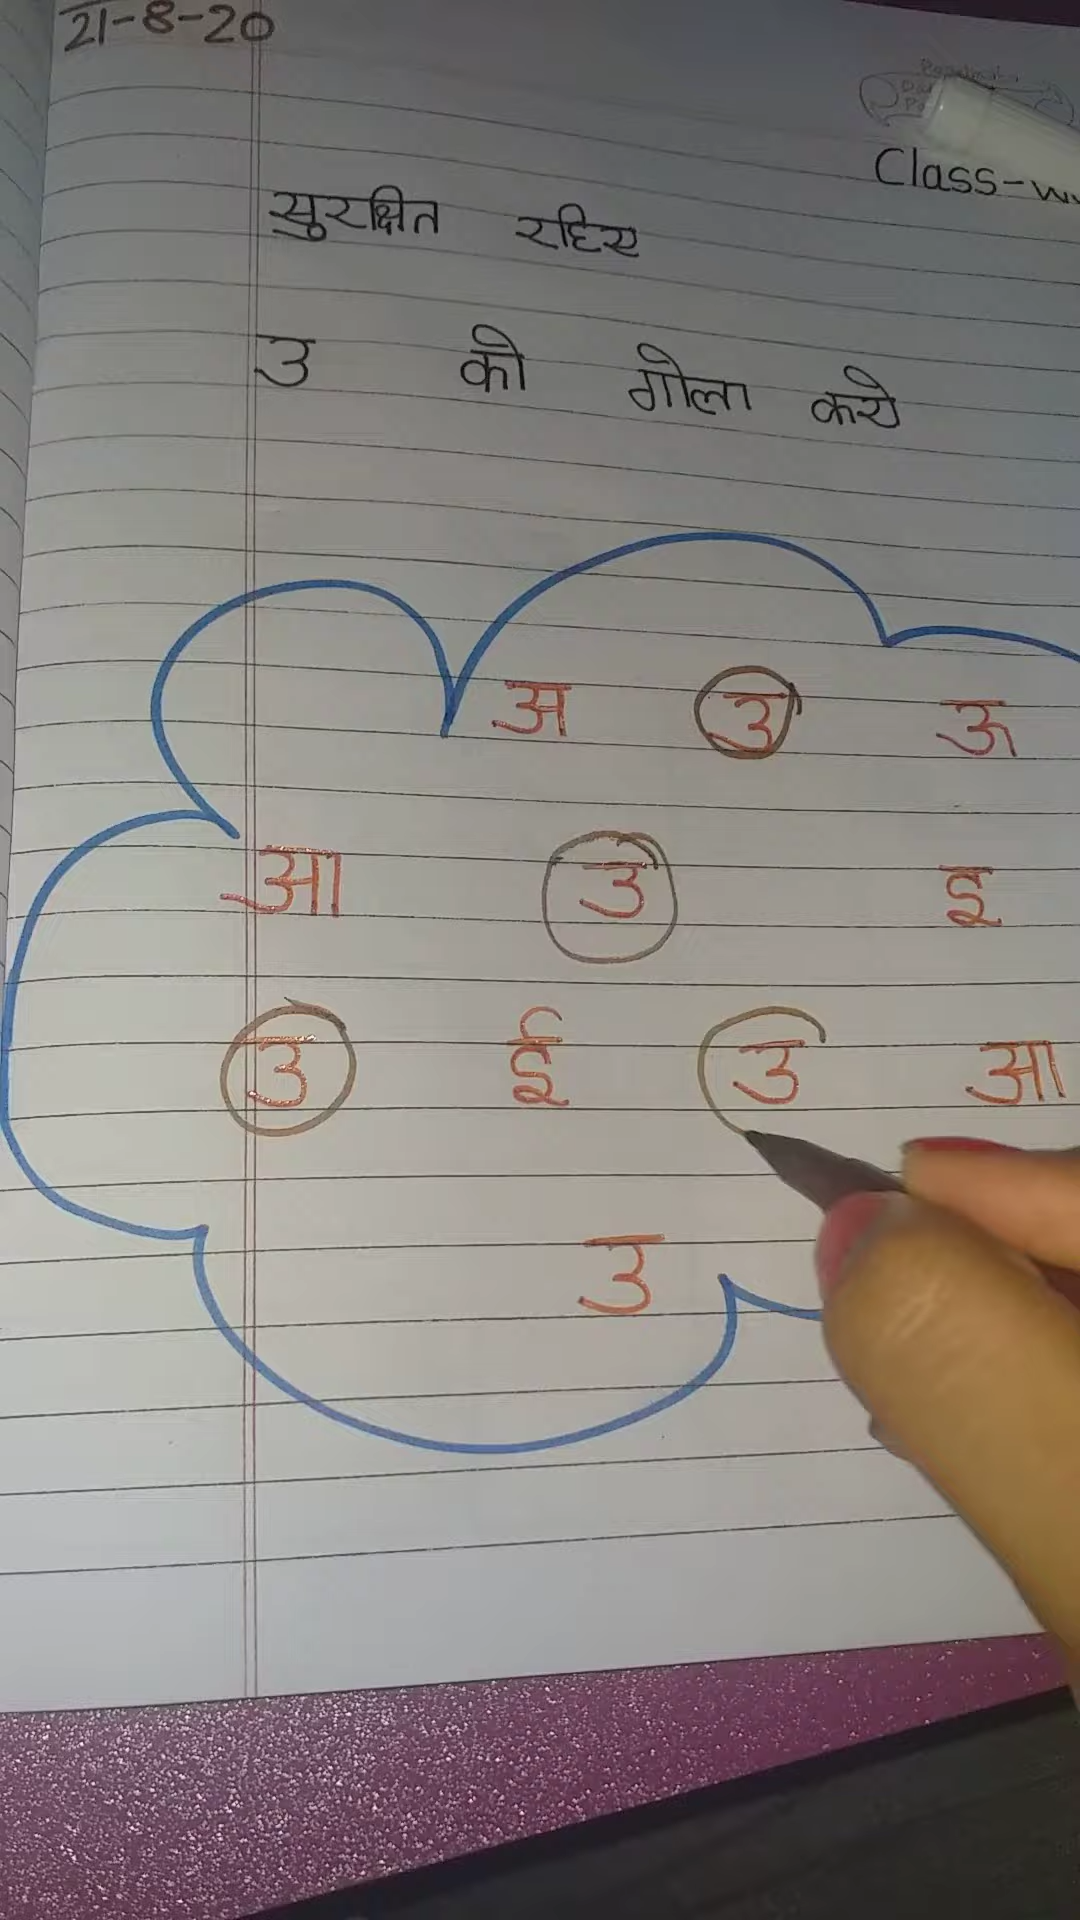 21-8-20
Class-w
सुरक्षित रहिए
उ को गोला करो
अ उ ऊ
आ उ इ
उ ई उ आ
उ